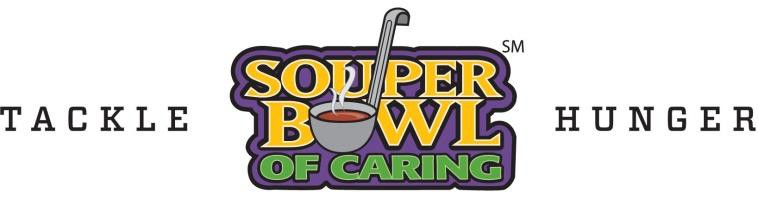 SOUPER SM
BOWL
TACKLE HUNGER
OF CARING